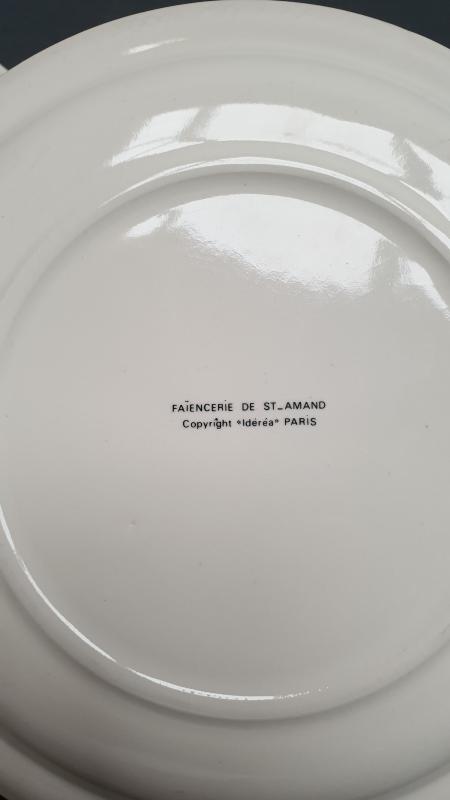 FAÏENCERIE DE ST_AMAND
Copyright "Idéréa" PARIS